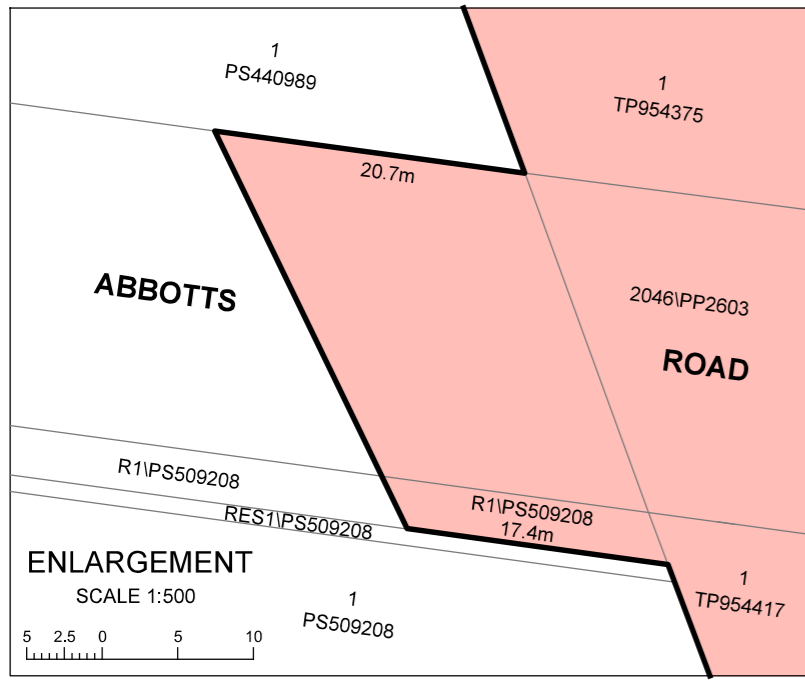 1
PS440989
1
TP954375
20.7m
ABBOTTS
2046\PP2603
ROAD
R1\PS509208
R1\PS509208
RES1\PS509208
17.4m
ENLARGEMENT
SCALE 1:500
1
PS509208
1
TP954417
5 2.5 0 5 10